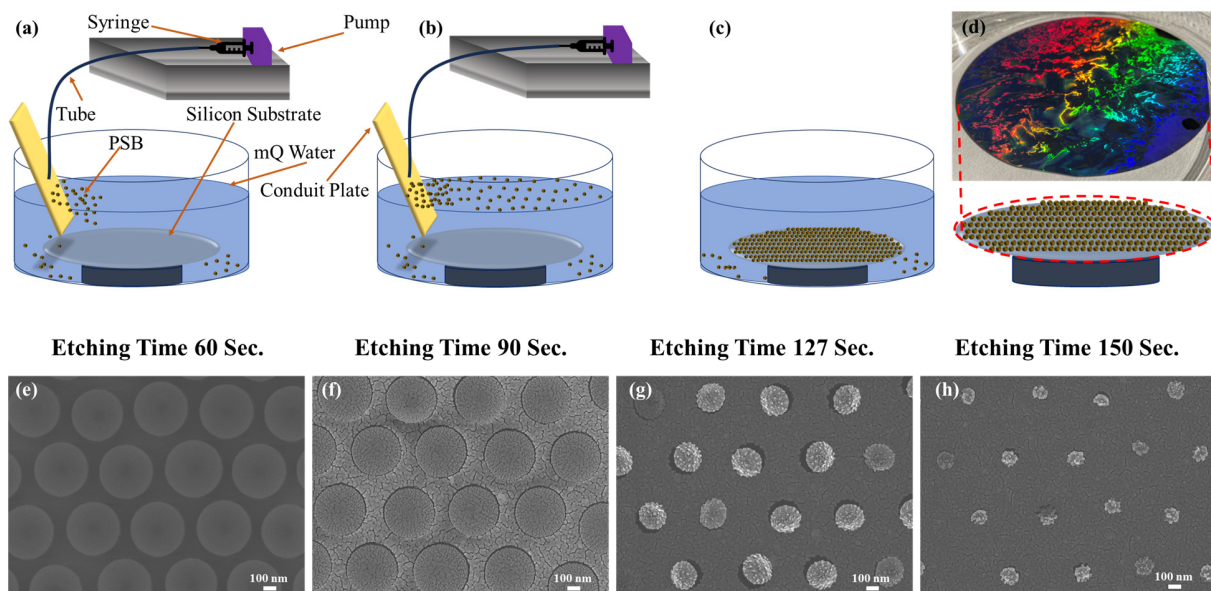 (a)
Syringe
Pump
(b)
(c)
(d)
Tube
Silicon Substrate
PSB
mQ Water
Conduit Plate
Etching Time 60 Sec.
Etching Time 90 Sec.
Etching Time 127 Sec.
Etching Time 150 Sec.
(e)
(f)
(g)
(h)
100 nm
100 nm
100 nm
100 nm